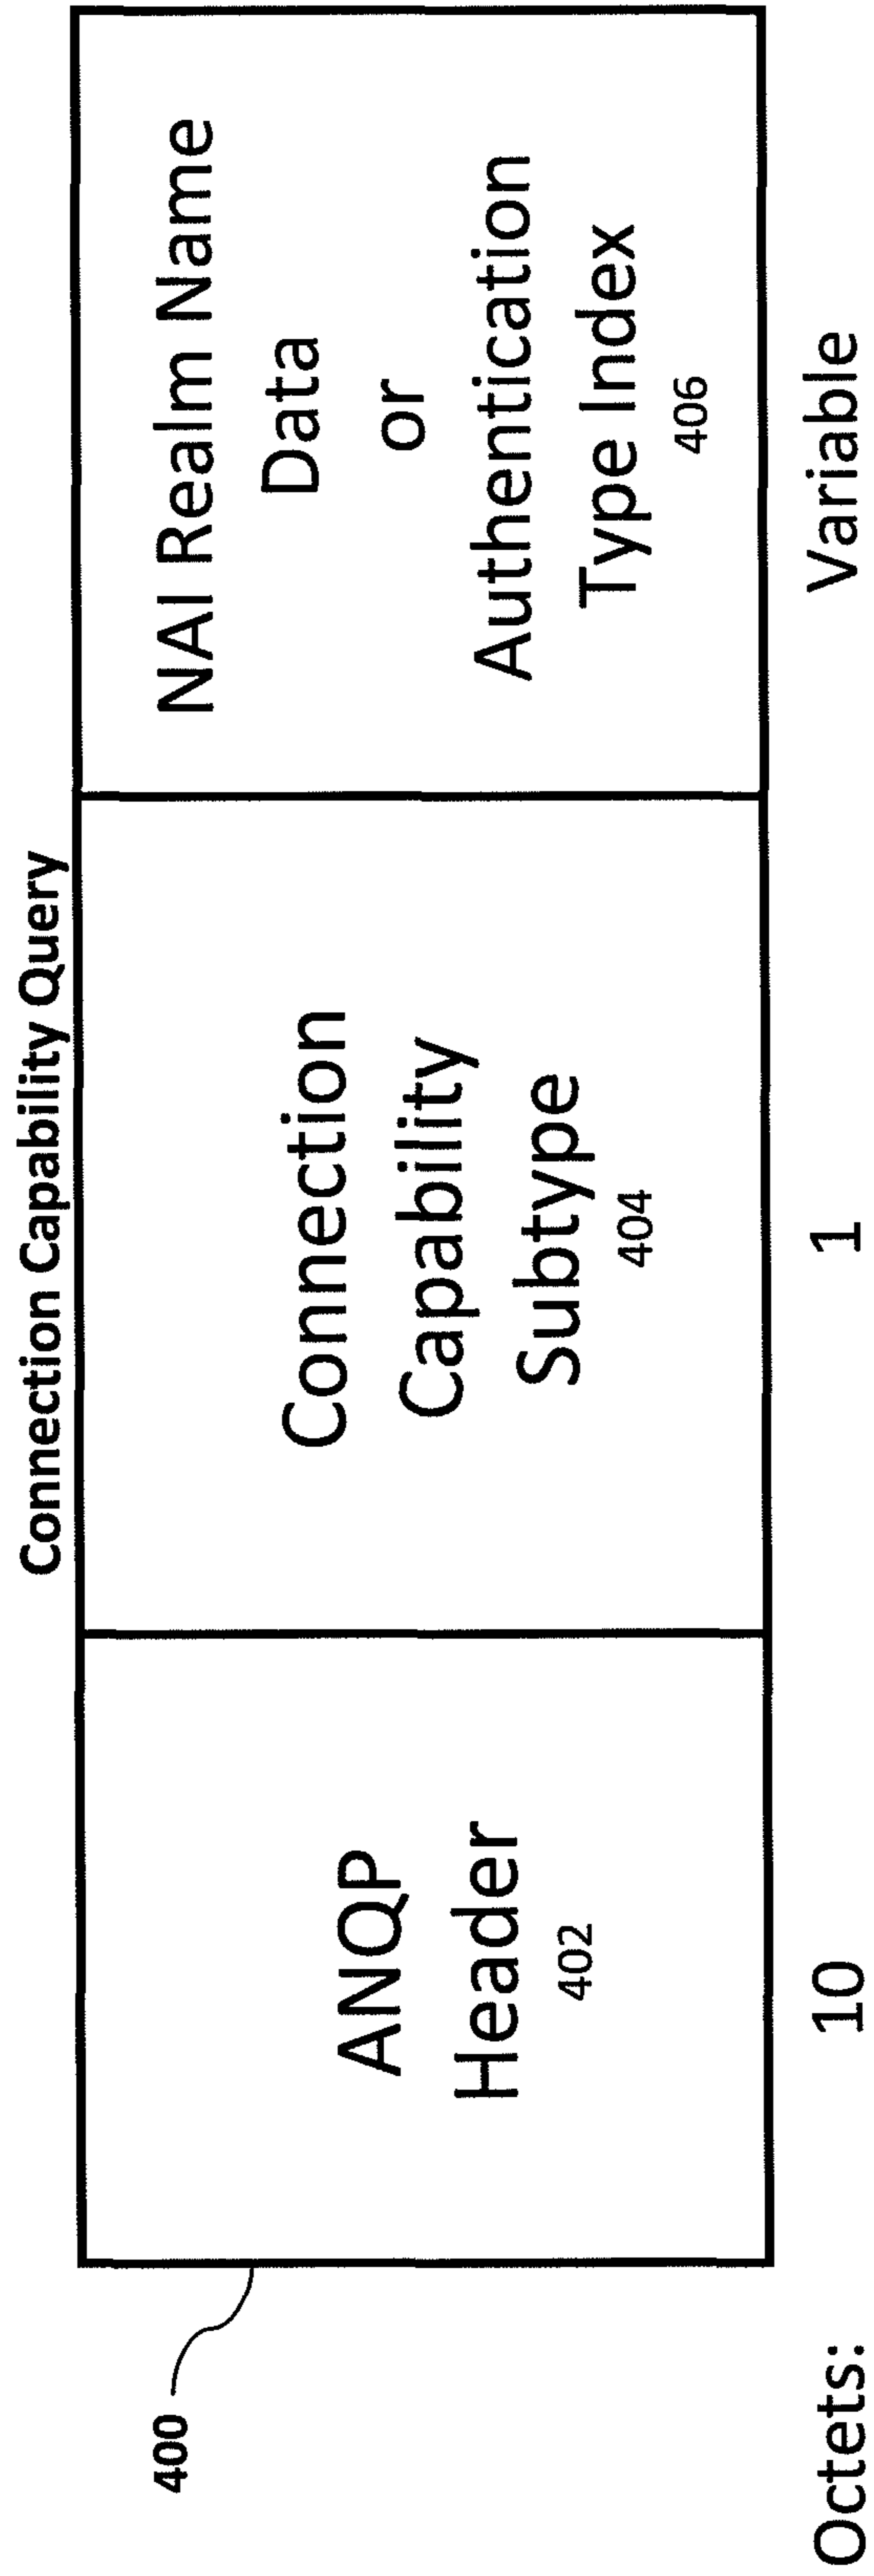 Connection Capability Query
400
ANQP
Header
402
Connection
Capability
Subtype
404
NAI Realm Name
Data
or
Authentication
Type Index
406
Octets:
10
1
Variable